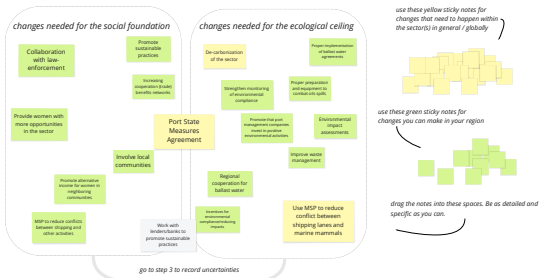 changes needed for the social foundation
changes needed for the ecological ceiling
Collaboration
with law-
enforcement
Promote
sustainable
practices
Increasing
cooperation (trade)
benefits networks
Provide women with
more opportunities
in the sector
Port State
Measures
Agreement
Involve local
communities
Promote alternative
income for women in
neighboring
communities
MSP to reduce conflicts
between shipping and
other activities
Work with
lenders/banks to
promote sustainable
practices
De-carbonization
of the sector
Proper implementation
of ballast water
agreements
Strengthen monitoring
of environmental
compliance
Proper preparation
and equipment to
combat oil spills
Promote that port
management companies
invest in positive
environmental activities
Environmental
impact
assessments
Improve waste
management
Regional
cooperation for
ballast water
Incentives for
environmental
impacts
Use MSP to reduce
conflict between
shipping lanes and
marine mammals
go to step 3 to record uncertainties
use these yellow sticky notes for
changes that need to happen within
the sector(s) in general / globally
use these green sticky notes for
changes you can make in your region
drag the notes into these spaces. Be as detailed and
specific as you can.